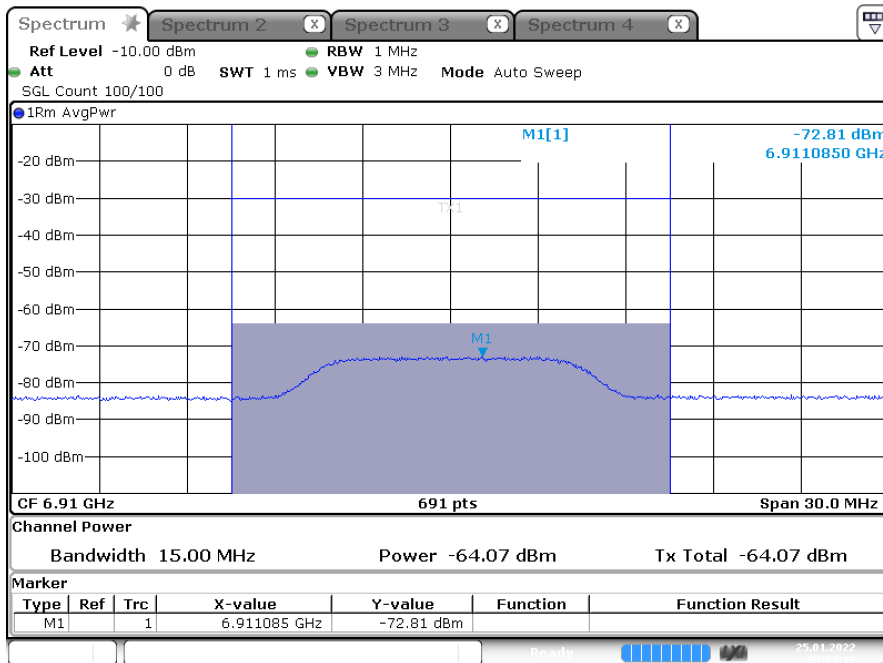 Spectrum Spectrum 2 X Spectrum 3 X Spectrum 4 X
Ref Level -10.00 dBm RBW 1 MHz
Att 0 dB SWT 1 ms VBW 3 MHz Mode Auto Sweep
SGL Count 100/100
1Rm AvgPwr
M1[1] -72.81 dBm
6.9110850 GHz
-20 dBm
-30 dBm
TX1
-40 dBm
-50 dBm
-60 dBm
M1
-70 dBm
-80 dBm
-90 dBm
-100 dBm
CF 6.91 GHz 691 pts Span 30.0 MHz
Channel Power
Bandwidth 15.00 MHz Power -64.07 dBm Tx Total -64.07 dBm
Marker
Type Ref Trc X-value Y-value Function Function Result
M1 1 6.911085 GHz -72.81 dBm
Ready 25.01.2022